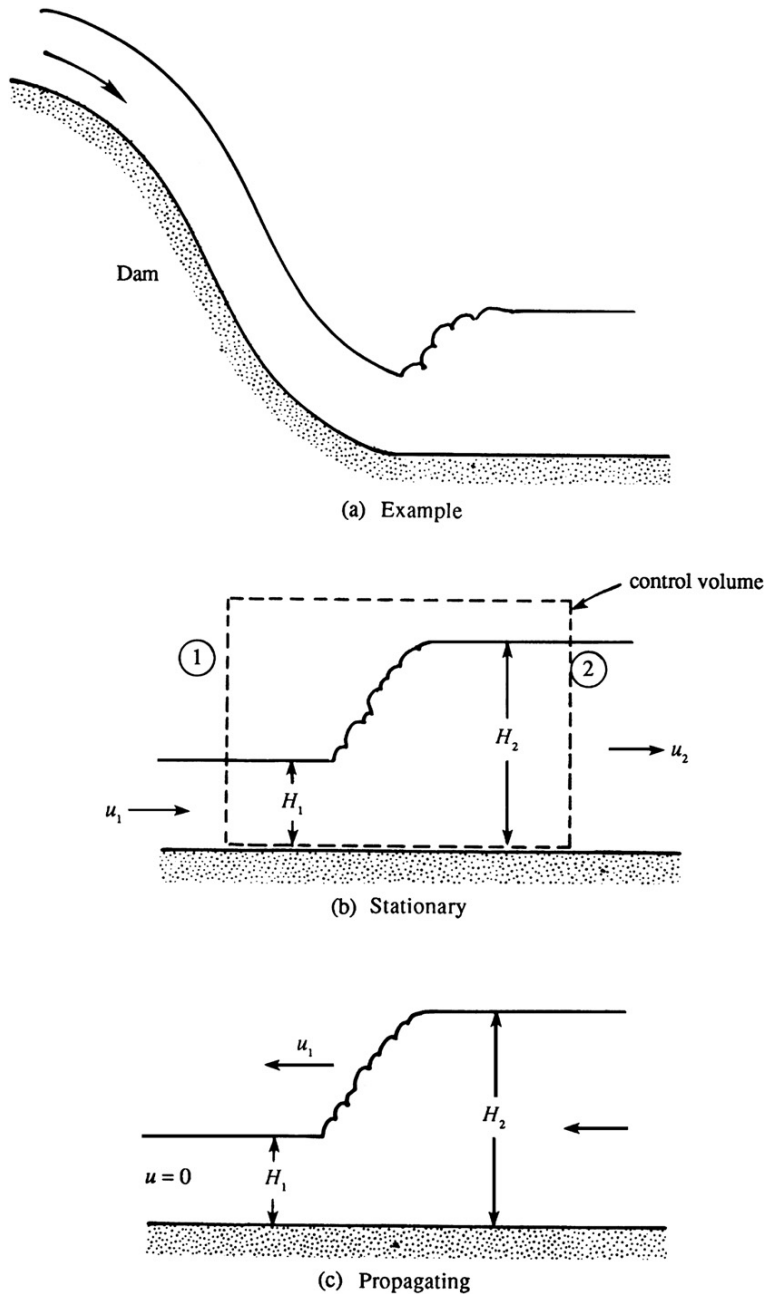 Dam
(a) Example
control volume
1
2
H₂
u₂
H₁
u₁
(b) Stationary
u₁
H₂
u = 0
H₁
(c) Propagating